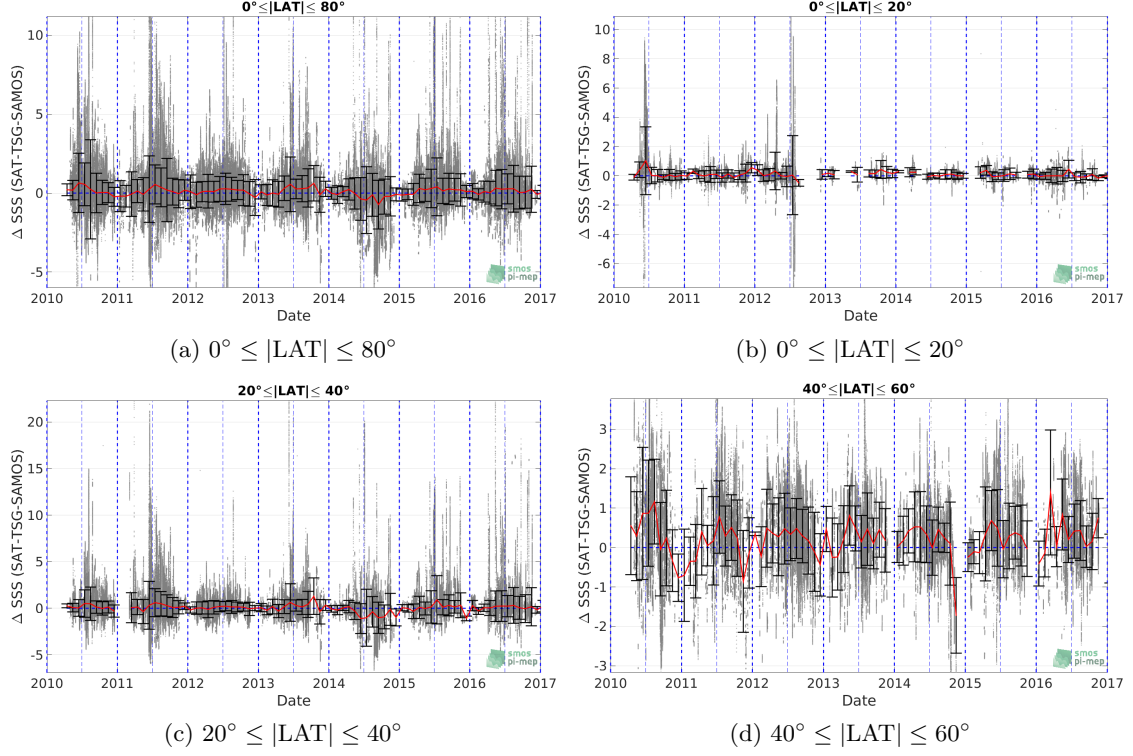 0°≤|LAT|≤ 80°
Δ SSS (SAT-TSG-SAMOS)
10
5
0
-5
2010 2011 2012 2013 2014 2015 2016 2017
Date
smos
pi-mep
(a) 0° ≤ |LAT| ≤ 80°
0°≤|LAT|≤ 20°
Δ SSS (SAT-TSG-SAMOS)
10
8
6
4
2
0
-2
-4
-6
2010 2011 2012 2013 2014 2015 2016 2017
Date
smos
pi-mep
(b) 0° ≤ |LAT| ≤ 20°
20°≤|LAT|≤ 40°
Δ SSS (SAT-TSG-SAMOS)
20
15
10
5
0
-5
2010 2011 2012 2013 2014 2015 2016 2017
Date
smos
pi-mep
(c) 20° ≤ |LAT| ≤ 40°
40°≤|LAT|≤ 60°
Δ SSS (SAT-TSG-SAMOS)
3
2
1
0
-1
-2
-3
2010 2011 2012 2013 2014 2015 2016 2017
Date
smos
pi-mep
(d) 40° ≤ |LAT| ≤ 60°